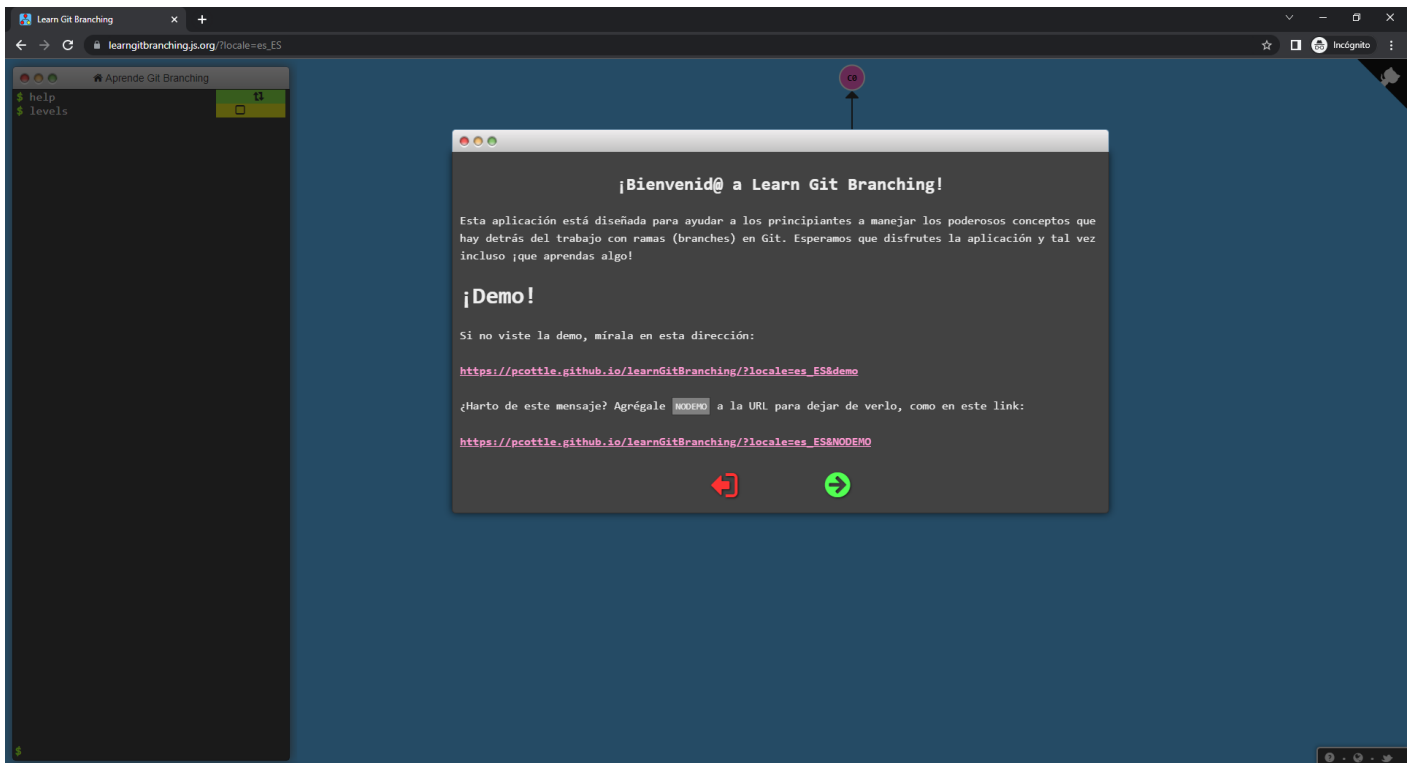 Learn Git Branching
learngitbranching.js.org/?locale=es_ES
Incógnito
Aprende Git Branching
$ help
$ levels
C0
¡Bienvenid@ a Learn Git Branching!
Esta aplicación está diseñada para ayudar a los principiantes a manejar los poderosos conceptos que
hay detrás del trabajo con ramas (branches) en Git. Esperamos que disfrutes la aplicación y tal vez
incluso ¡que aprendas algo!
¡Demo!
Si no viste la demo, mírala en esta dirección:
https://pcottle.github.io/learnGitBranching/?locale=es_ES&demo
¿Harto de este mensaje? Agrégale NODEMO a la URL para dejar de verlo, como en este link:
https://pcottle.github.io/learnGitBranching/?locale=es_ES&NODEMO
$